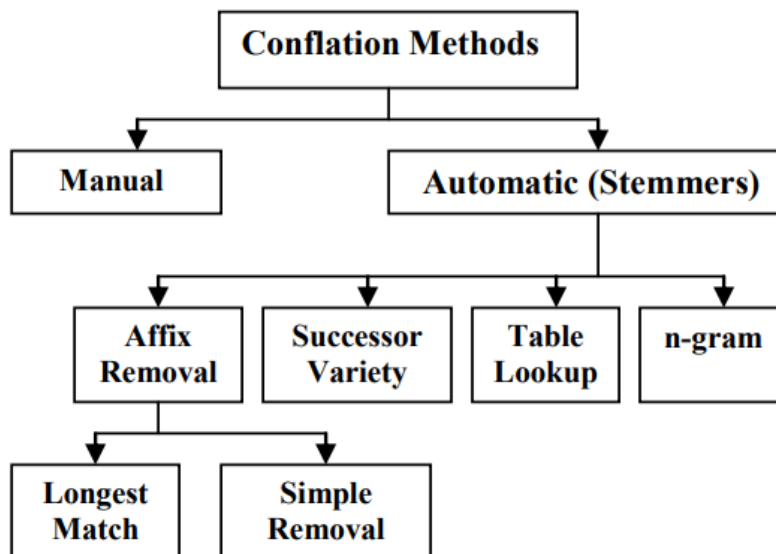 Conflation Methods
Manual
Automatic (Stemmers)
Affix
Removal
Successor
Variety
Table
Lookup
n-gram
Longest
Match
Simple
Removal